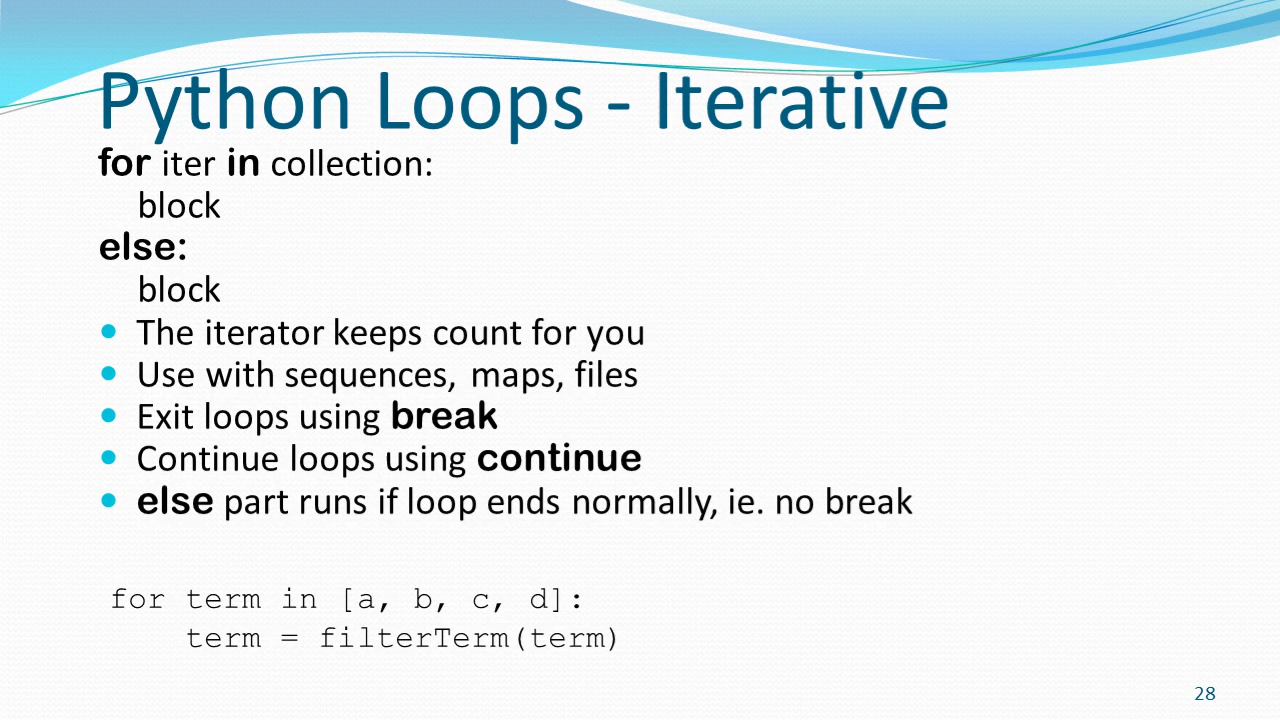 Python Loops - Iterative
for iter in collection:
block
else:
block
The iterator keeps count for you
Use with sequences, maps, files
Exit loops using break
Continue loops using continue
else part runs if loop ends normally, ie. no break
for term in [a, b, c, d]:
term = filterTerm(term)
28